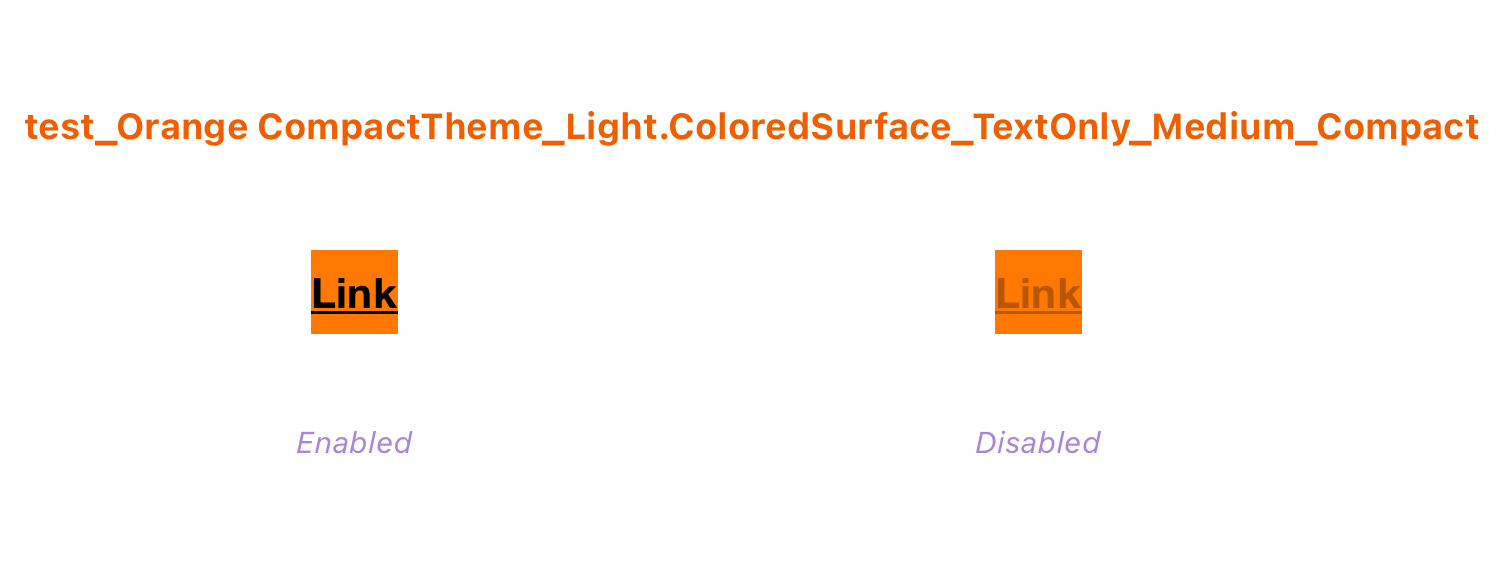 test_Orange CompactTheme_Light.ColoredSurface_TextOnly_Medium_Compact
Link Link
Enabled Disabled